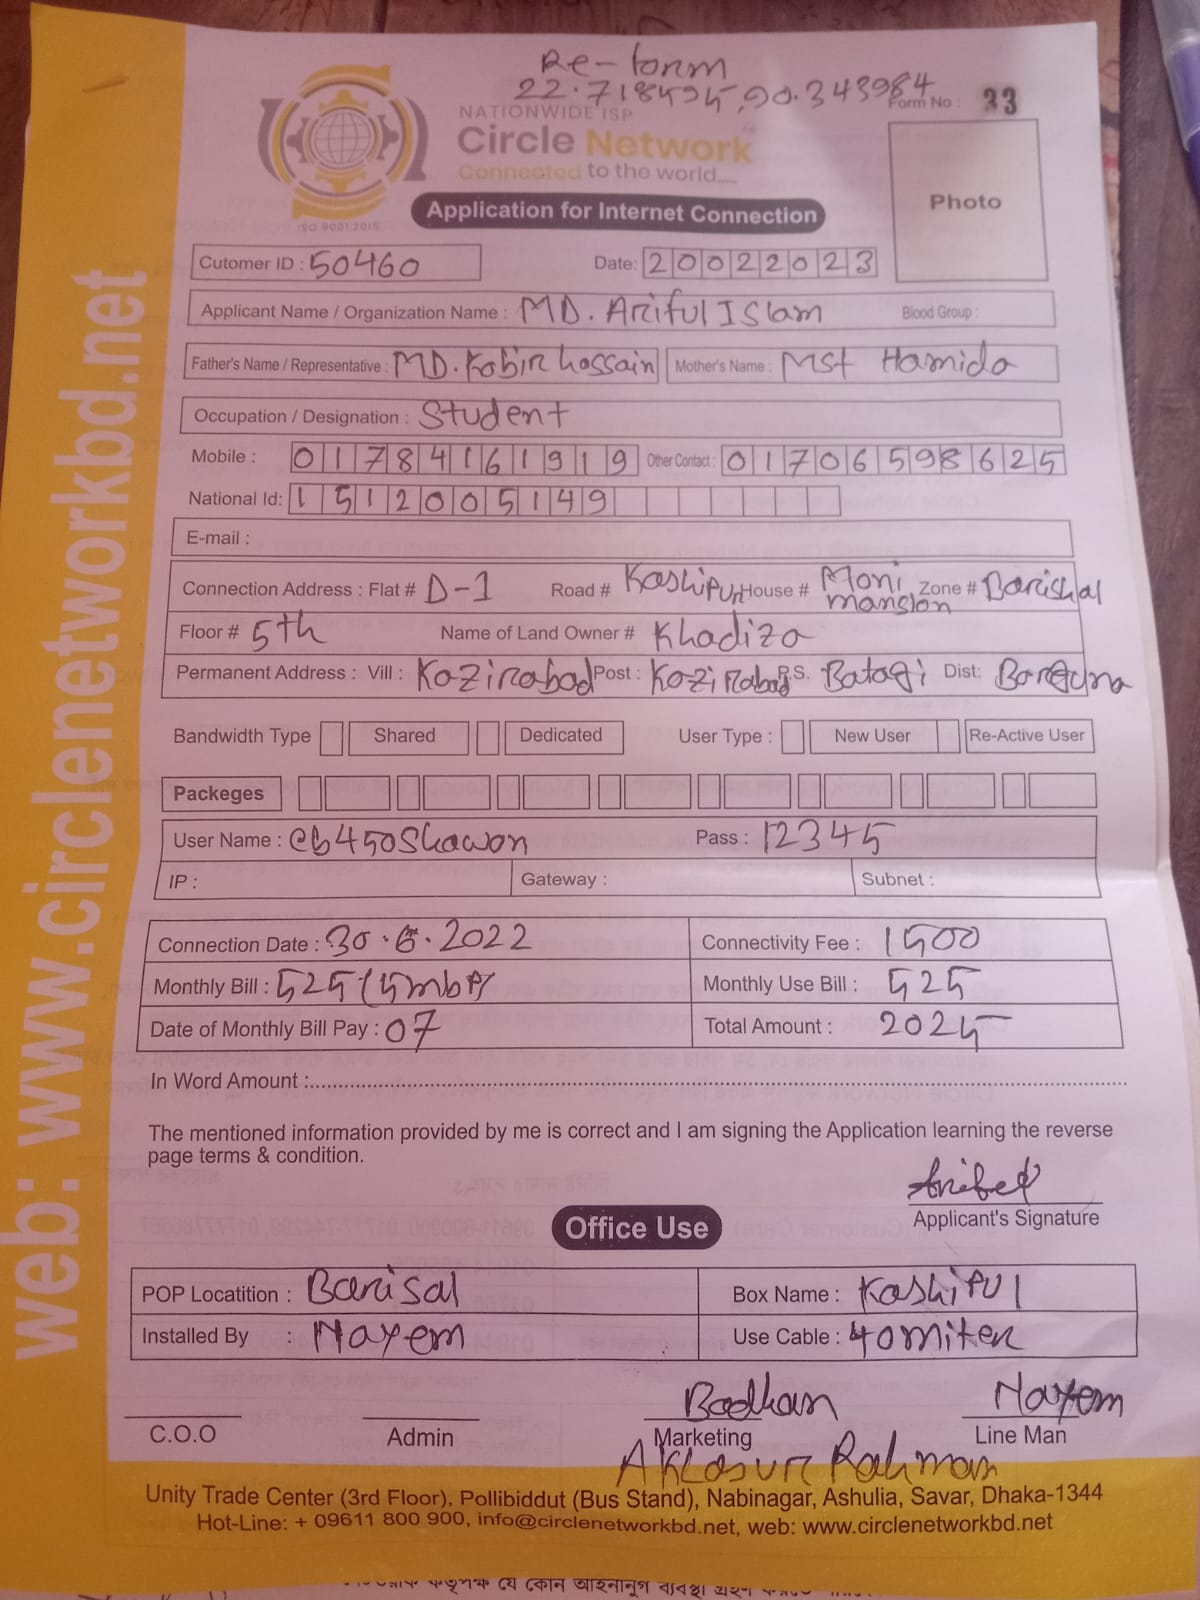 Re-form
22.718595,90.343984
Form No : 33
NATIONWIDE ISP
Circle Network
Connected to the world.....
ISO 9001:2015
Application for Internet Connection
Photo
Cutomer ID : 50460 Date: 20022023
Applicant Name / Organization Name : MD. Ariful Islam Blood Group :
Father's Name / Representative : MD. Kabir Hossain Mother's Name : Mst Hamida
Occupation / Designation : Student
Mobile : 01784161919 Other Contact : 01706598625
National Id: 1512005149
E-mail :
Connection Address : Flat # D-1 Road # Kashipur House # Moni mansion Zone # Barishal
Floor # 5th Name of Land Owner # Khadiza
Permanent Address : Vill : Kazirabad Post : Kazirabad P.S. Batagi Dist: Barguna
Bandwidth Type Shared Dedicated User Type : New User Re-Active User
Packeges
User Name : Pass : 12345
IP : Gateway : Subnet :
Connection Date : 30.6.2022 Connectivity Fee : 1500
Monthly Bill : 525 (5mbps) Monthly Use Bill : 525
Date of Monthly Bill Pay : 07 Total Amount : 2025
In Word Amount :
The mentioned information provided by me is correct and I am signing the Application learning the reverse
page terms & condition.
Applicant's Signature
Office Use
POP Locatition : Barisal Box Name : Kashipul
Installed By : Nayem Use Cable : 40 miter
Badhan Nayem
C.O.O Admin Marketing Line Man
Rahman
Unity Trade Center (3rd Floor), Pollibiddut (Bus Stand), Nabinagar, Ashulia, Savar, Dhaka-1344
Hot-Line: + 09611 800 900, info@circlenetworkbd.net, web: www.circlenetworkbd.net
web: www.circlenetworkbd.net